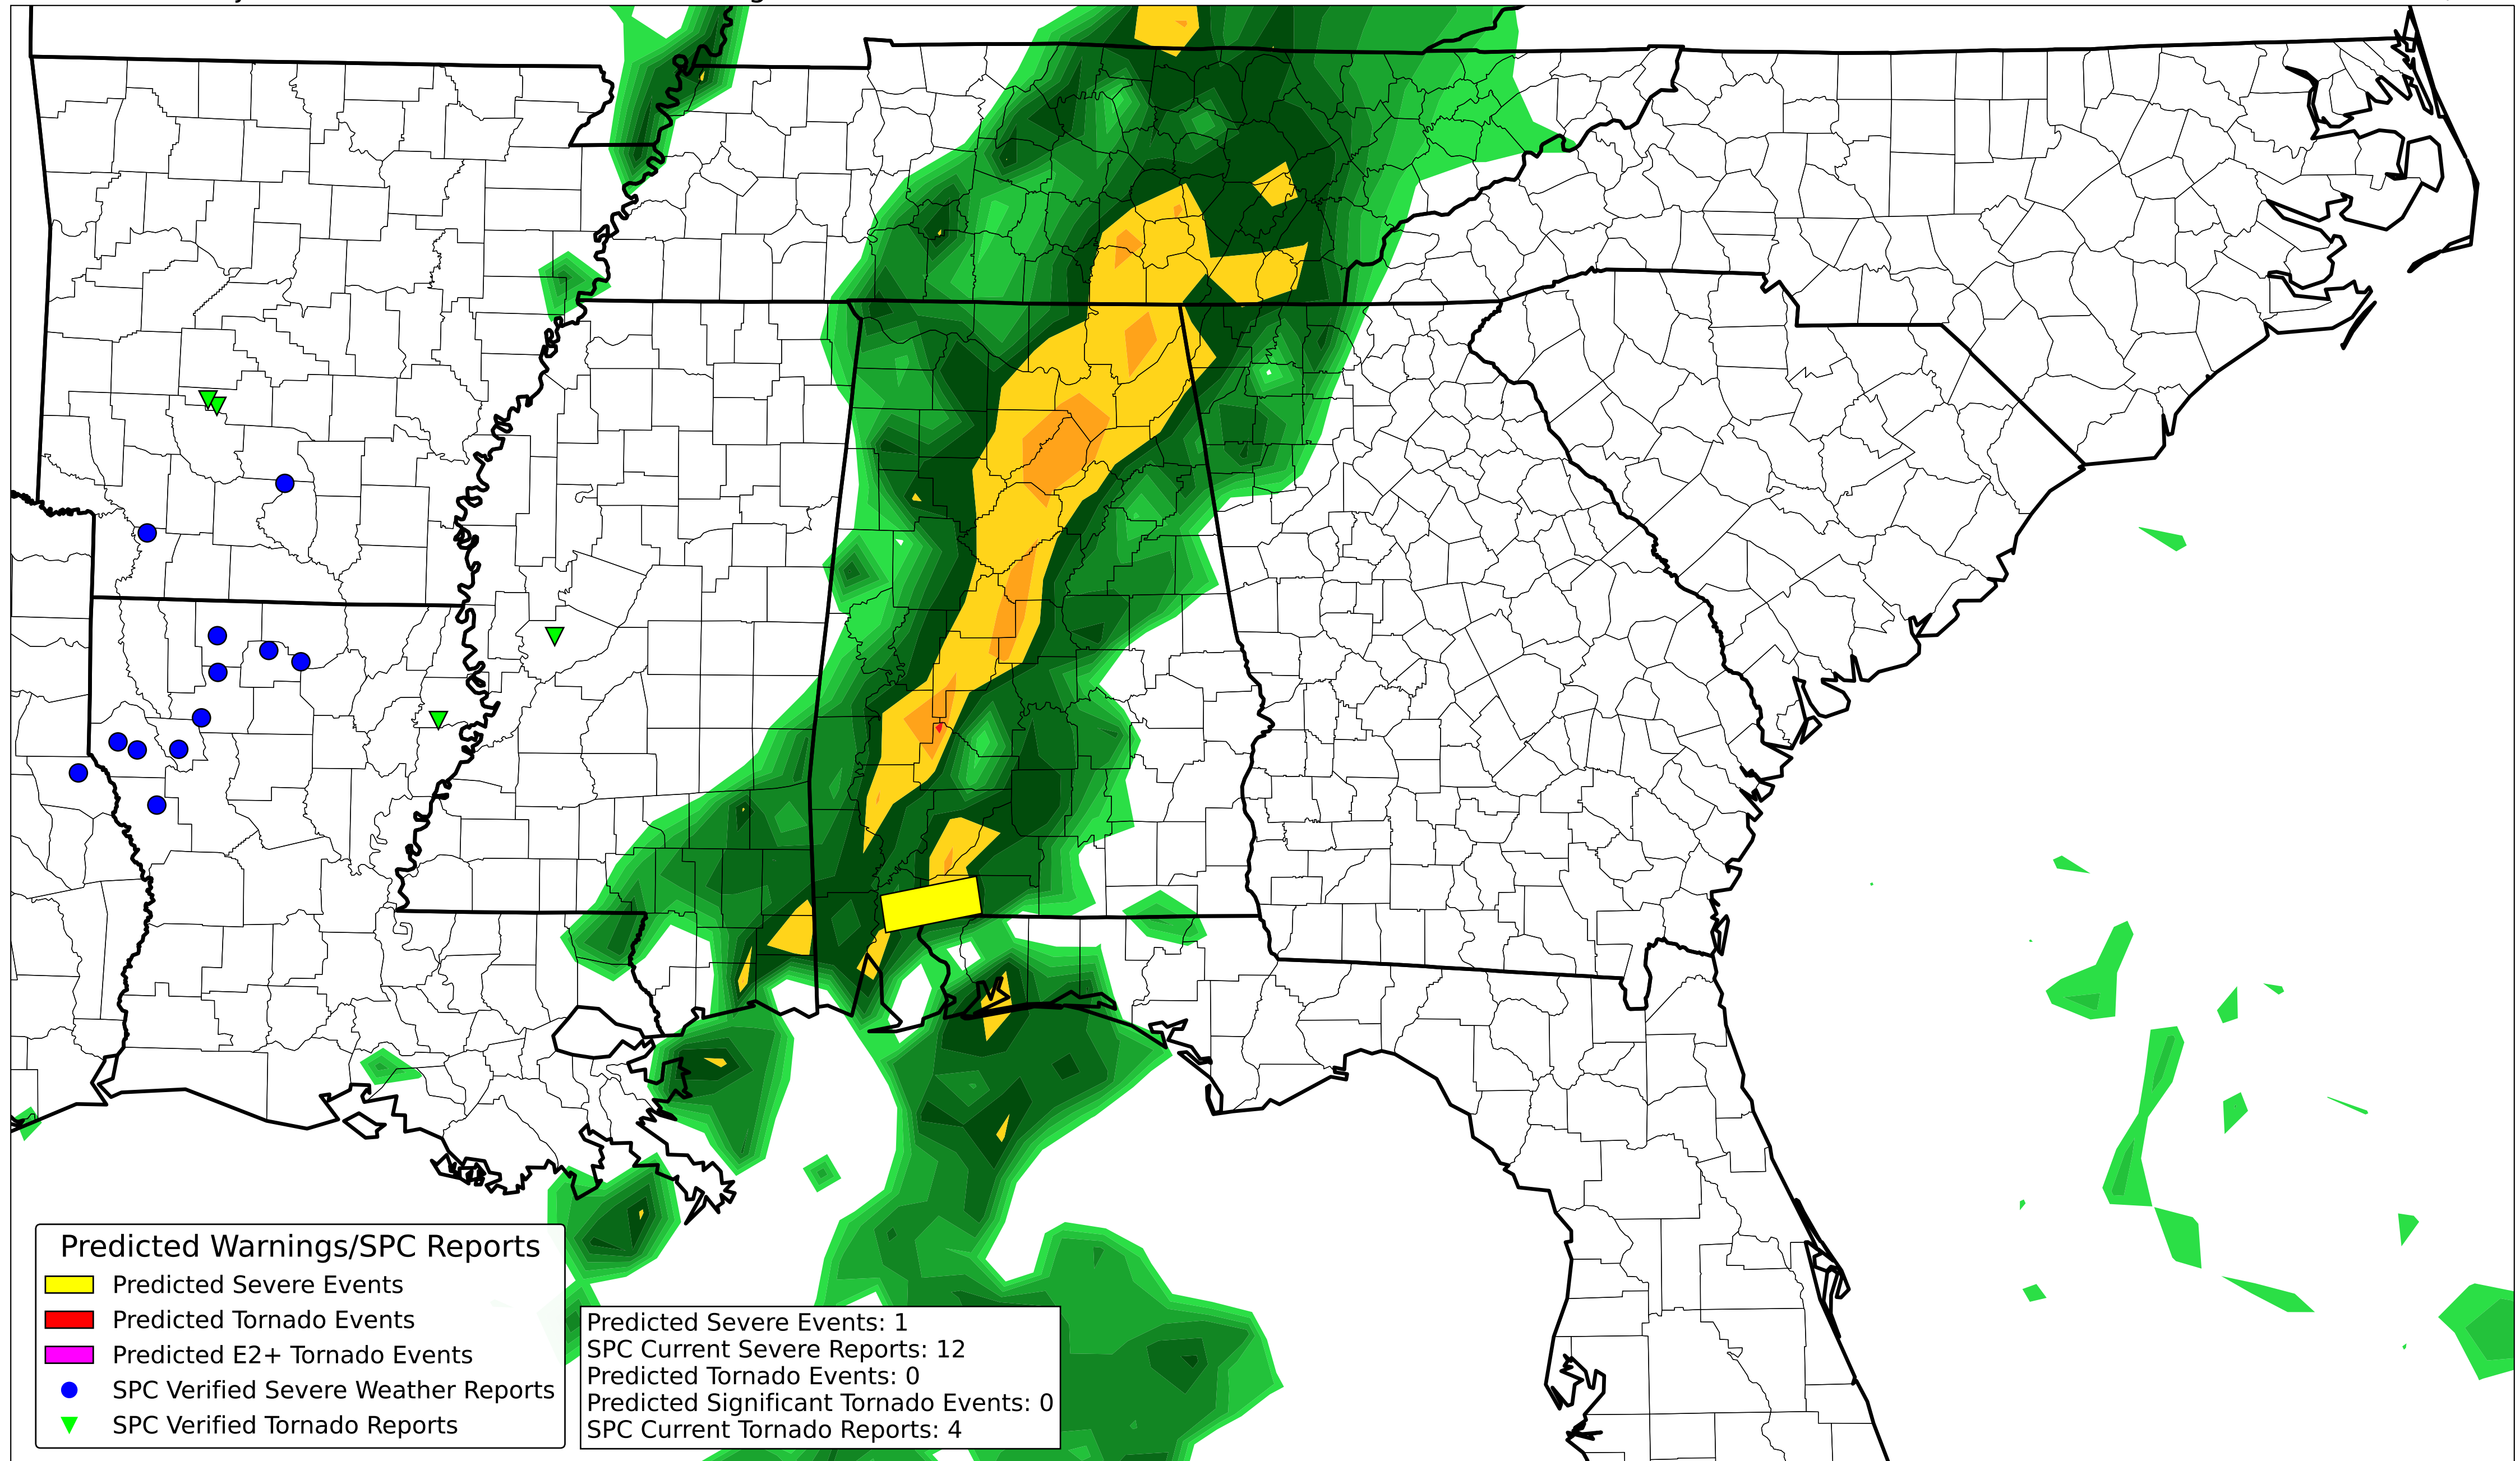 Predicted Warnings/SPC Reports
Predicted Severe Events
Predicted Tornado Events
Predicted E2+ Tornado Events
SPC Verified Severe Weather Reports
SPC Verified Tornado Reports
Predicted Severe Events: 1
SPC Current Severe Reports: 12
Predicted Tornado Events: 0
Predicted Significant Tornado Events: 0
SPC Current Tornado Reports: 4